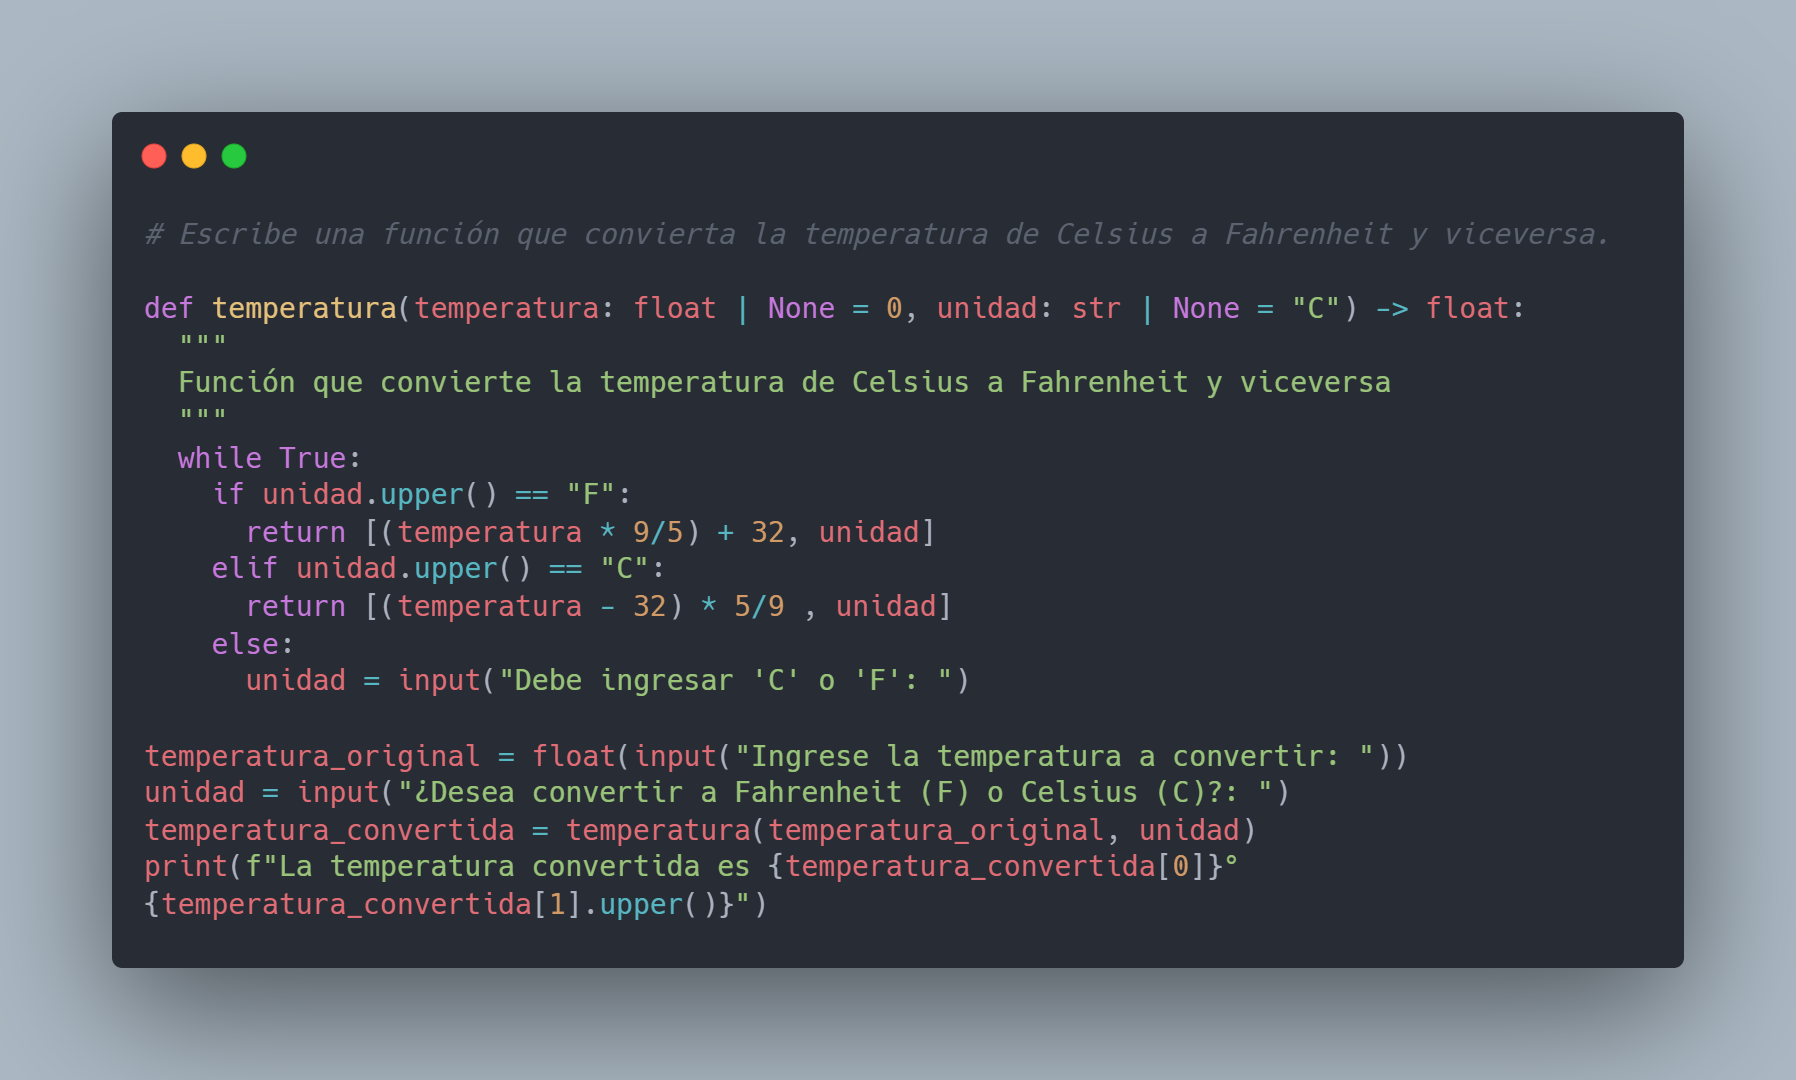 # Escribe una función que convierta la temperatura de Celsius a Fahrenheit y viceversa.
def temperatura(temperatura: float | None = 0, unidad: str | None = "C") -> float:
  """
  Función que convierte la temperatura de Celsius a Fahrenheit y viceversa
  """
  while True:
    if unidad.upper() == "F":
      return [(temperatura * 9/5) + 32, unidad]
    elif unidad.upper() == "C":
      return [(temperatura - 32) * 5/9 , unidad]
    else:
      unidad = input("Debe ingresar 'C' o 'F': ")
temperatura_original = float(input("Ingrese la temperatura a convertir: "))
unidad = input("¿Desea convertir a Fahrenheit (F) o Celsius (C)?: ")
temperatura_convertida = temperatura(temperatura_original, unidad)
print(f"La temperatura convertida es {temperatura_convertida[0]}°
{temperatura_convertida[1].upper()}")